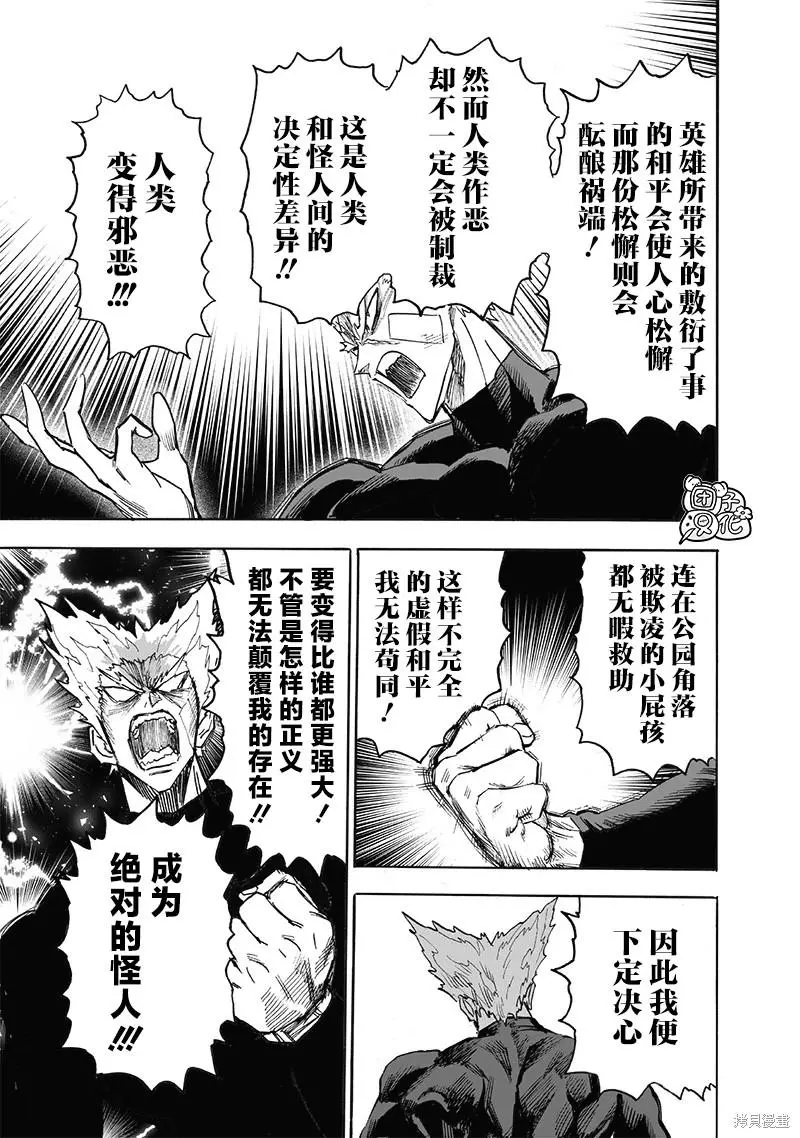 英雄所带来的敷衍了事
的和平会使人心松懈
而那份松懈则会
酝酿祸端！
然而人类作恶
却不一定会被制裁
这是人类
和怪人间的
决定性差异!!
人类
变得邪恶!!!
连在公园角落
被欺凌的小屁孩
都无暇救助
这样不完全
的虚假和平
我无法苟同！
因此我便
下定决心
要变得比谁都更强大！
不管是怎样的正义
都无法颠覆我的存在!!
成为
绝对的怪人!!!
团子
只化
拷贝漫畫